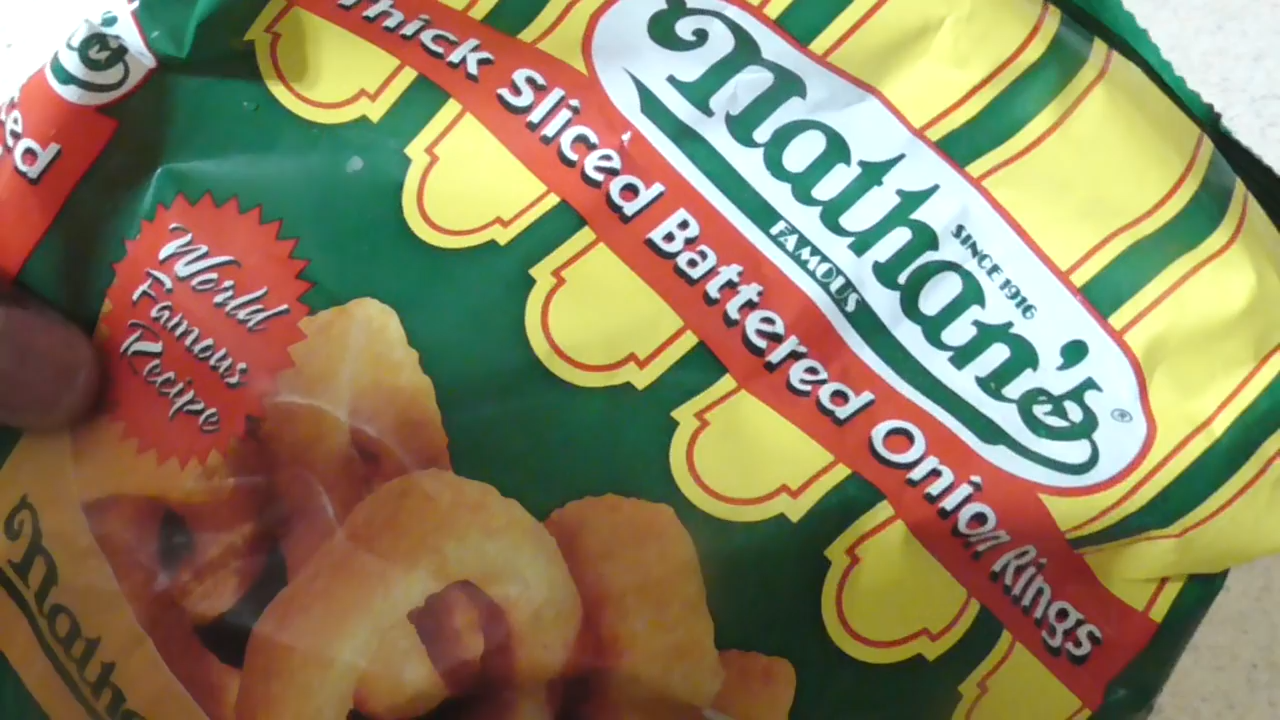 Nathan's
SINCE 1916
FAMOUS
®
Thick Sliced Battered Onion Rings
World
Famous
Recipe